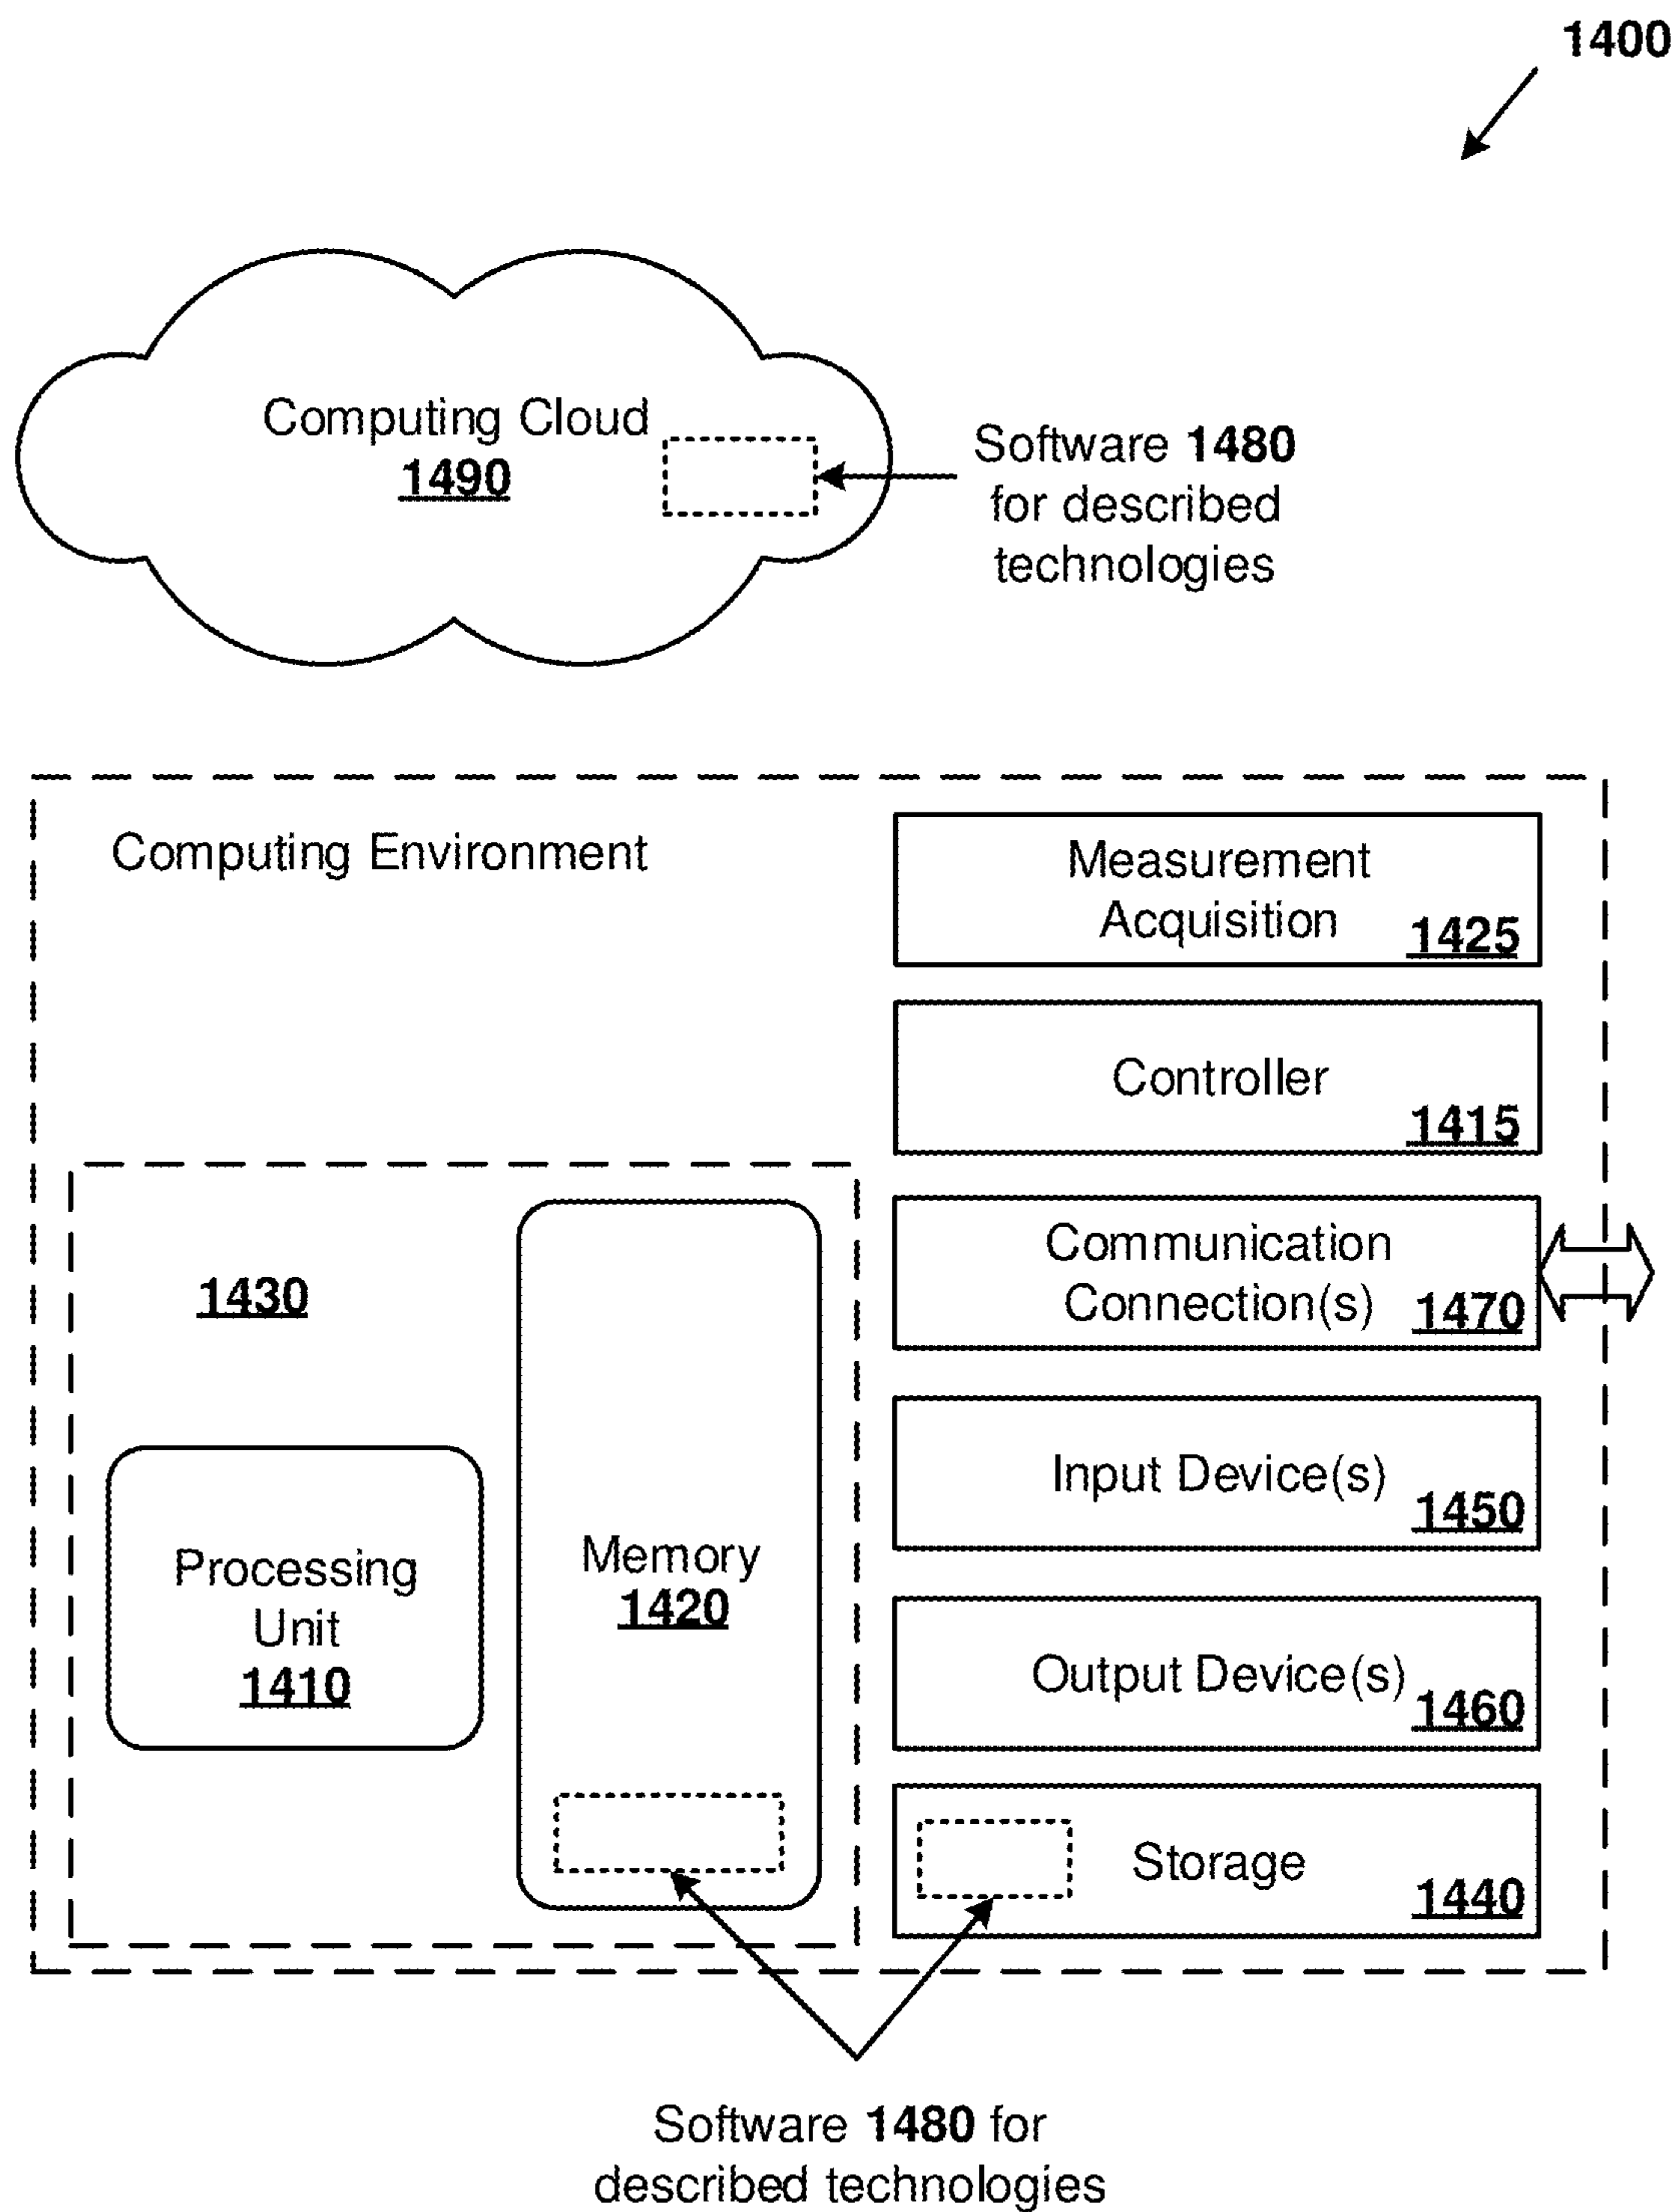 1400
Computing Cloud
1490
Software 1480
for described
technologies
Computing Environment
Measurement
Acquisition
1425
Controller
1415
Communication
Connection(s)
1470
1430
Input Device(s)
1450
Processing
Unit
1410
Memory
1420
Output Device(s)
1460
Storage
1440
Software 1480 for
described technologies